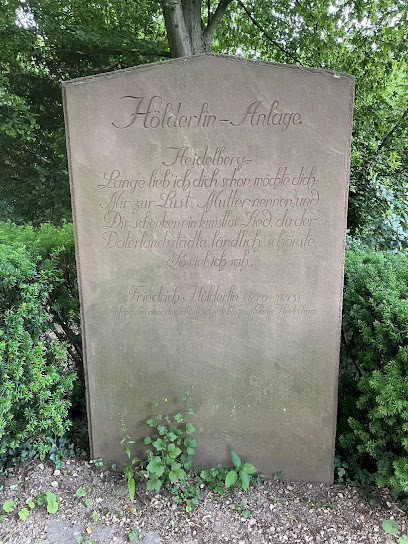 Hölderlin-Anlage.
Heidelberg-
Lange lieb ich dich schon möchte dich,
Mir zur Lust, Mutter nennen und
Dir schenken ein kunstlos Lied, du der
Vaterlandsstädte ländlich schönste,
So viel ich sah.
Friedrich Hölderlin (1770-1843)
Heidelberg.